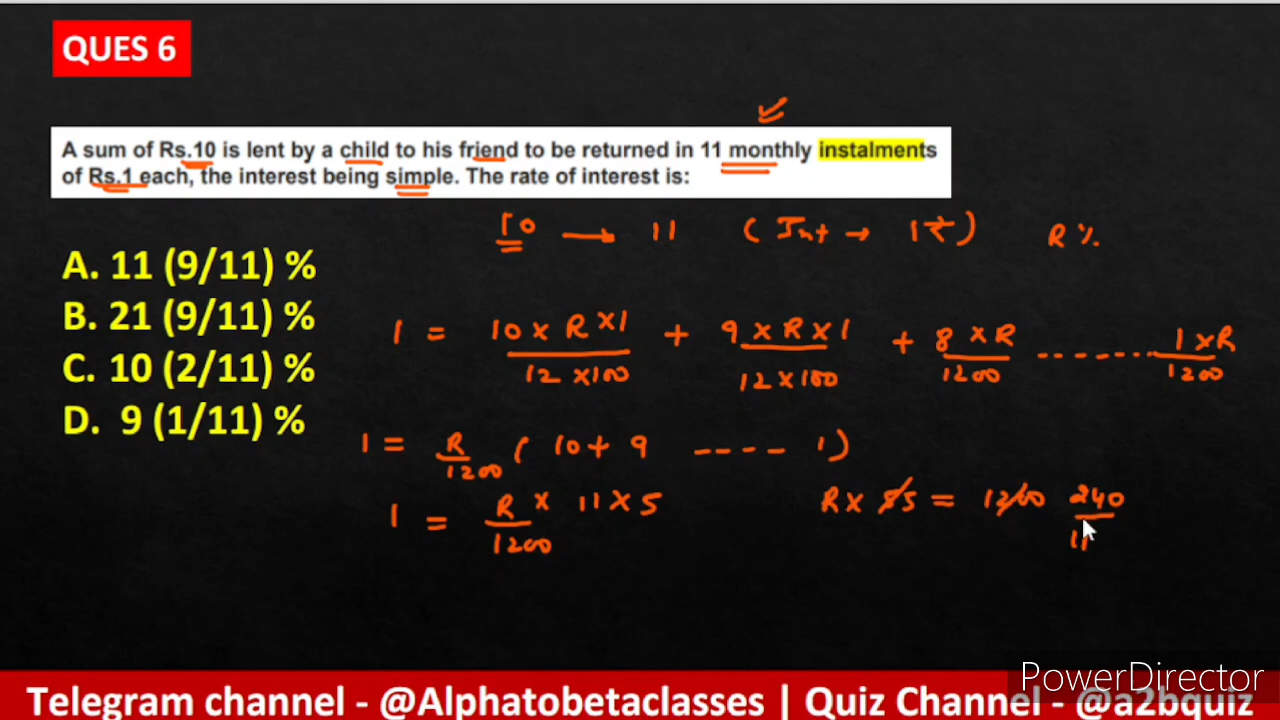 QUES 6
A sum of Rs.10 is lent by a child to his friend to be returned in 11 monthly instalments
of Rs.1 each, the interest being simple. The rate of interest is:
10 → 11 ( Int → 1₹) R %.
A. 11 (9/11) %
B. 21 (9/11) %
C. 10 (2/11) %
D. 9 (1/11) %
1 = 10 × R × 1 / 12 × 100 + 9 × R × 1 / 12 × 100 + 8 × R / 1200 ------- 1 × R / 1200
1 = R / 1200 ( 10 + 9 ---- 1 )
1 = R / 1200 × 11 × 5 R × 55 = 1200 240 / 11
PowerDirector
Telegram channel - @Alphatobetaclasses | Quiz Channel - @a2bquiz